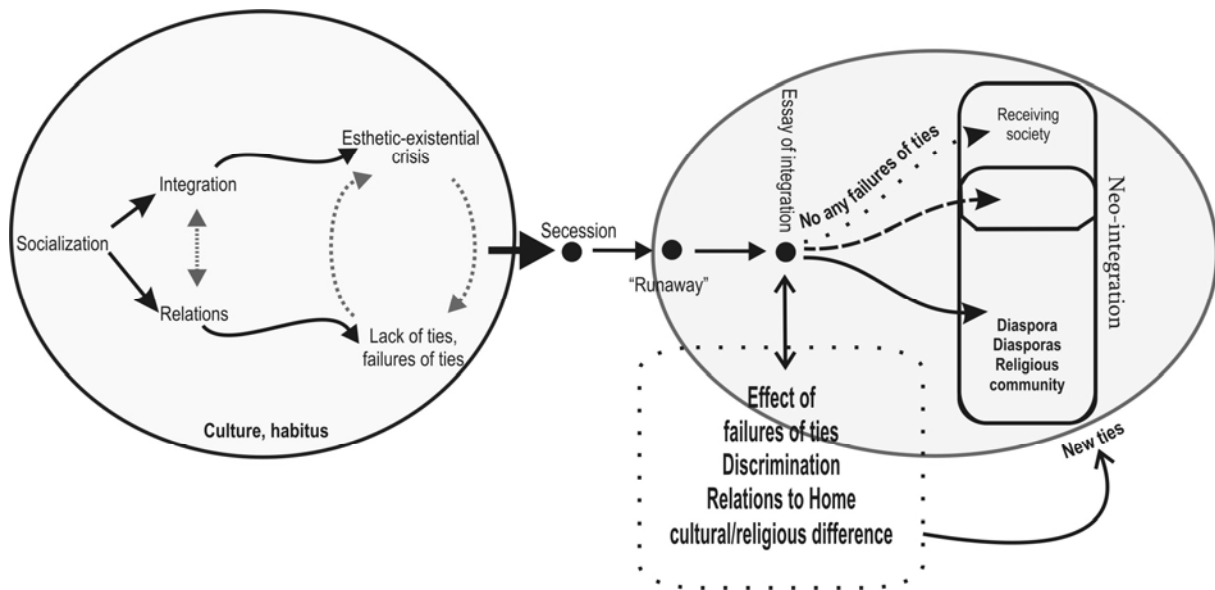 Esthetic-existential
crisis
Integration
Socialization
Relations
Lack of ties,
failures of ties
Culture, habitus
Secession
"Runaway"
Essay of integration
No any failures of ties
Receiving
society
Neo-integration
Diaspora
Diasporas
Religious
community
Effect of
failures of ties
Discrimination
Relations to Home
cultural/religious difference
New ties